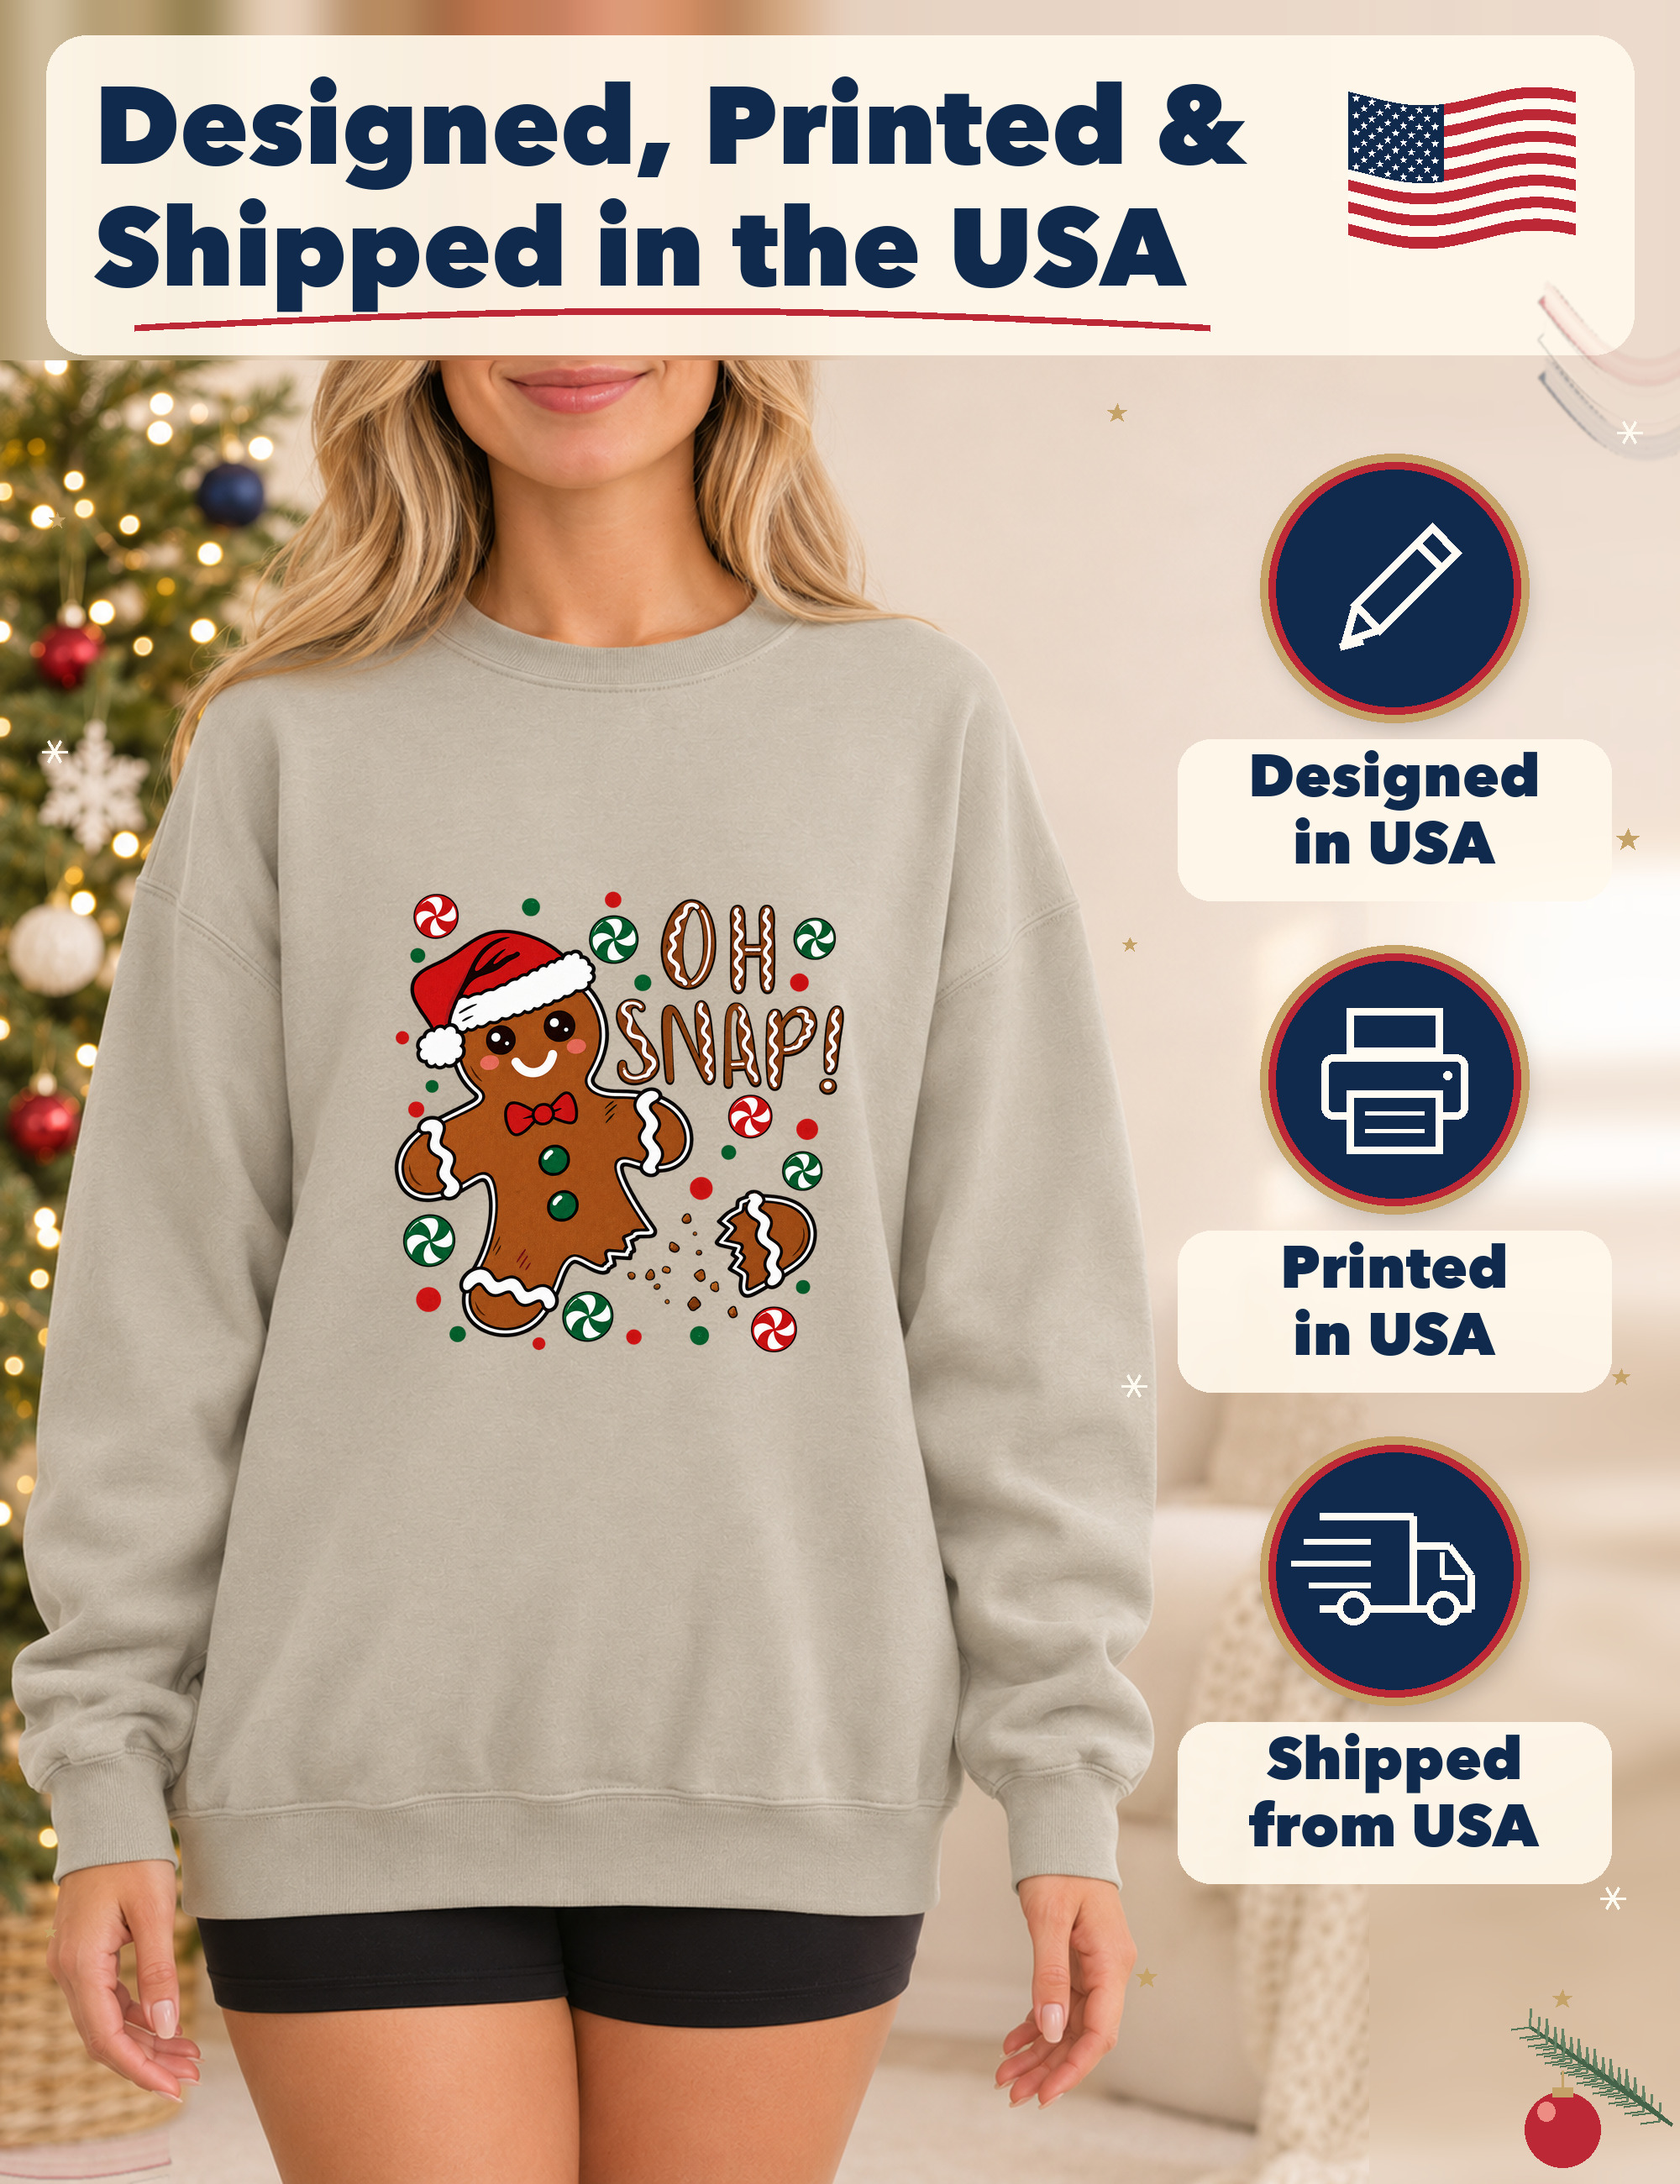 Designed, Printed &
Shipped in the USA
OH
SNAP!
Designed
in USA
Printed
in USA
Shipped
from USA